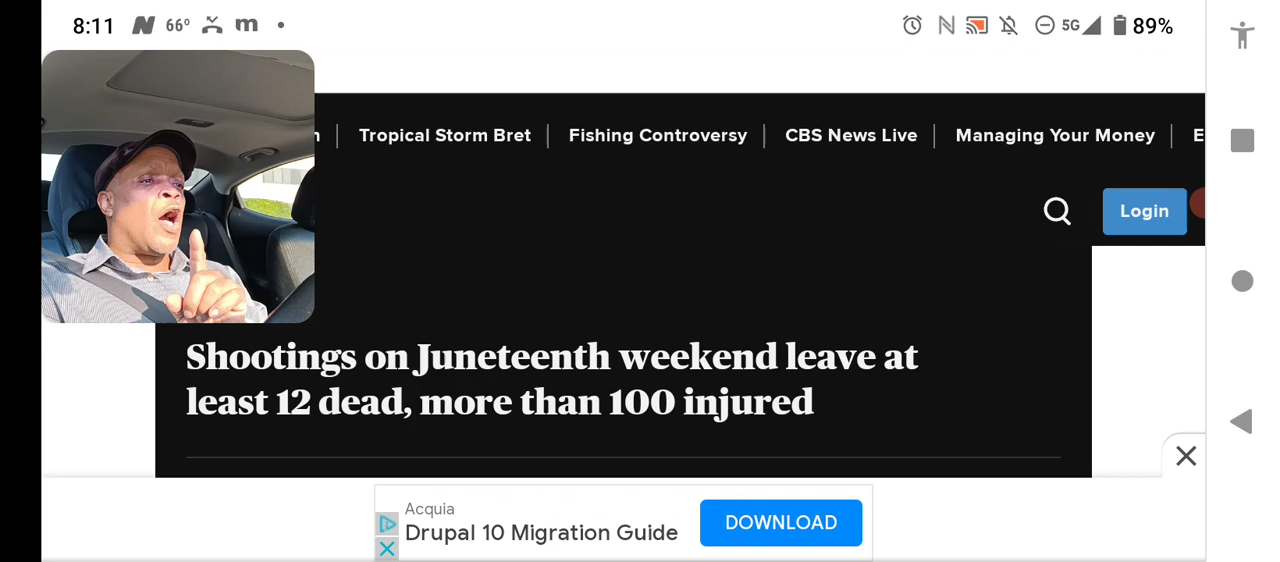 8:11 66° m 5G 89%
Tropical Storm Bret Fishing Controversy CBS News Live Managing Your Money
Login
Shootings on Juneteenth weekend leave at
least 12 dead, more than 100 injured
Acquia
Drupal 10 Migration Guide
DOWNLOAD